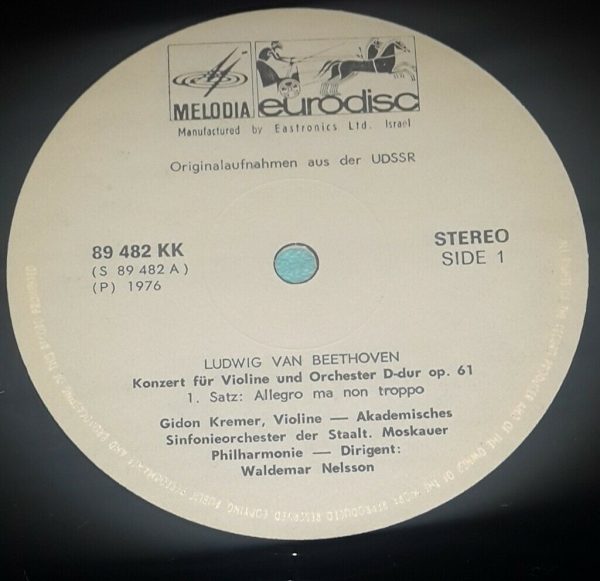 MELODIA eurodisc
Manufactured by Eastronics Ltd. Israel
Originalaufnahmen aus der UDSSR
89 482 KK
(S 89 482 A)
(P) 1976
STEREO
SIDE 1
LUDWIG VAN BEETHOVEN
Konzert für Violine und Orchester D-dur op. 61
1. Satz: Allegro ma non troppo
Gidon Kremer, Violine — Akademisches
Sinfonieorchester der Staatl. Moskauer
Philharmonie — Dirigent:
Waldemar Nelsson